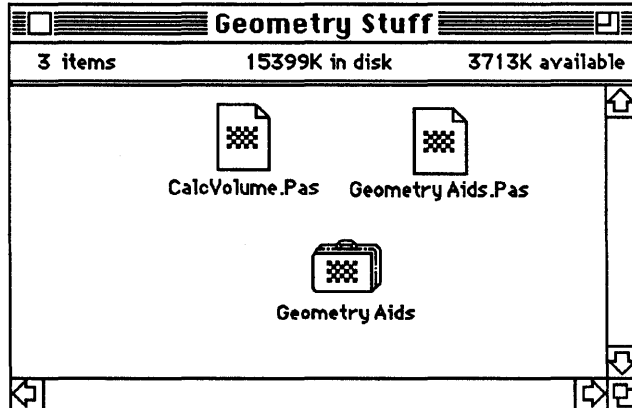 Geometry Stuff
3 items 15399K in disk 3713K available
CalcVolume.Pas Geometry Aids.Pas
Geometry Aids